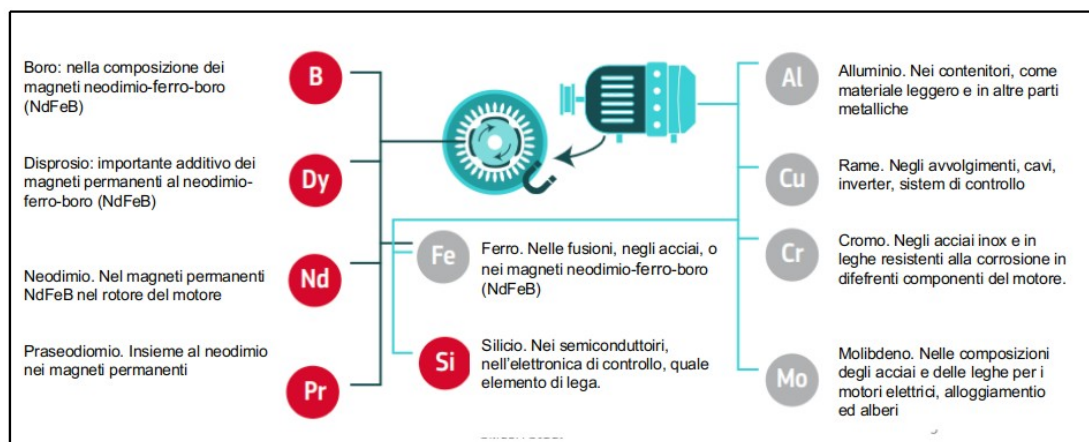 B
Boro: nella composizione dei
magneti neodimio-ferro-boro
(NdFeB)
Dy
Disprosio: importante additivo dei
magneti permanenti al neodimio-
ferro-boro (NdFeB)
Nd
Neodimio. Nel magneti permanenti
NdFeB nel rotore del motore
Pr
Praseodiomio. Insieme al neodimio
nei magneti permanenti
Fe
Ferro. Nelle fusioni, negli acciai, o
nei magneti neodimio-ferro-boro
(NdFeB)
Si
Silicio. Nei semiconduttoiri,
nell'elettronica di controllo, quale
elemento di lega.
Al
Alluminio. Nei contenitori, come
materiale leggero e in altre parti
metalliche
Cu
Rame. Negli avvolgimenti, cavi,
inverter, sistem di controllo
Cr
Cromo. Negli acciai inox e in
leghe resistenti alla corrosione in
difefrenti componenti del motore.
Mo
Molibdeno. Nelle composizioni
degli acciai e delle leghe per i
motori elettrici, alloggiamento
ed alberi